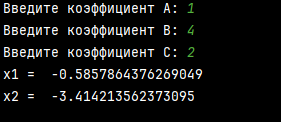 Введите коэффициент A: 1
Введите коэффициент B: 4
Введите коэффициент C: 2
x1 =  -0.5857864376269049
x2 =  -3.414213562373095